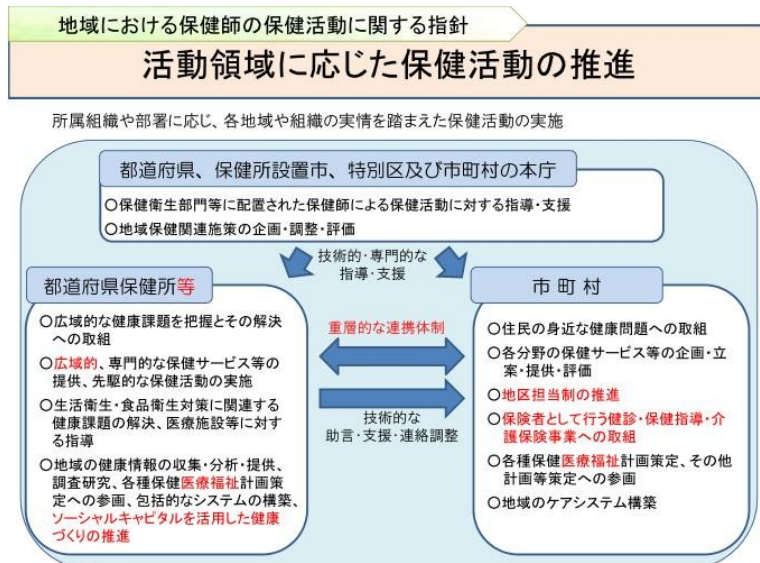 地域における保健師の保健活動に関する指針
活動領域に応じた保健活動の推進
所属組織や部署に応じ、各地域や組織の実情を踏まえた保健活動の実施
都道府県、保健所設置市、特別区及び市町村の本庁
○保健衛生部門等に配置された保健師による保健活動に対する指導・支援
○地域保健関連施策の企画・調整・評価
技術的・専門的な
指導・支援
都道府県保健所等
○広域的な健康課題を把握とその解決
への取組
○広域的、専門的な保健サービス等の
提供、先駆的な保健活動の実施
○生活衛生・食品衛生対策に関連する
健康課題の解決、医療施設等に対す
る指導
○地域の健康情報の収集・分析・提供、
調査研究、各種保健医療福祉計画策
定への参画、包括的なシステムの構築、
ソーシャルキャピタルを活用した健康
づくりの推進
重層的な連携体制
技術的な
助言・支援・連絡調整
市町村
○住民の身近な健康問題への取組
○各分野の保健サービス等の企画・立
案・提供・評価
○地区担当制の推進
○保険者として行う健診・保健指導・介
護保険事業への取組
○各種保健医療福祉計画策定、その他
計画等策定への参画
○地域のケアシステム構築